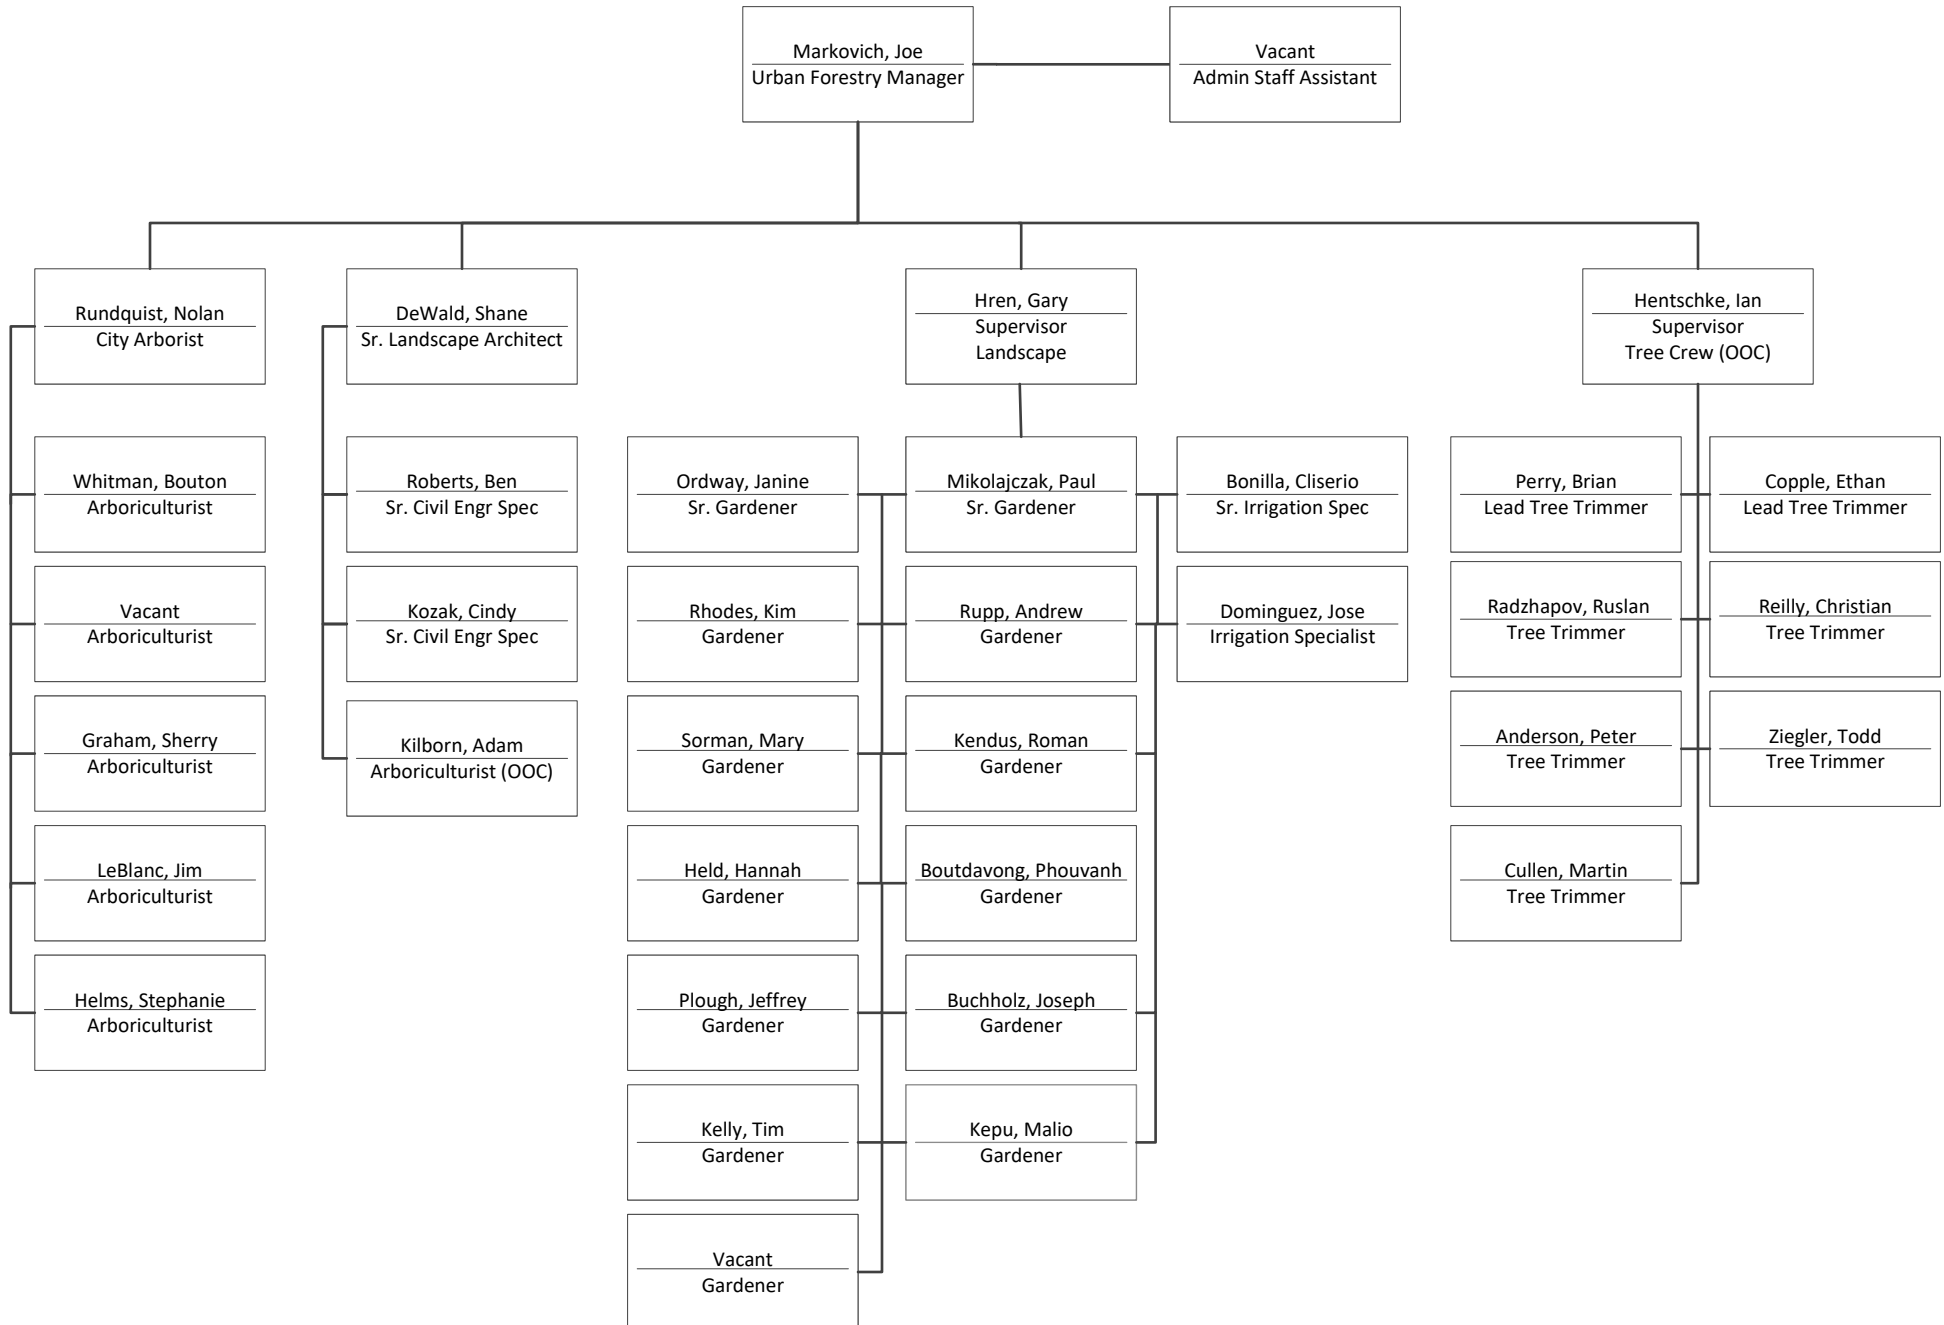 Markovich, Joe
Urban Forestry Manager
Vacant
Admin Staff Assistant
Rundquist, Nolan
City Arborist
DeWald, Shane
Sr. Landscape Architect
Hren, Gary
Supervisor
Landscape
Hentschke, Ian
Supervisor
Tree Crew (OOC)
Whitman, Bouton
Arboriculturist
Roberts, Ben
Sr. Civil Engr Spec
Ordway, Janine
Sr. Gardener
Mikolajczak, Paul
Sr. Gardener
Bonilla, Cliserio
Sr. Irrigation Spec
Perry, Brian
Lead Tree Trimmer
Copple, Ethan
Lead Tree Trimmer
Vacant
Arboriculturist
Kozak, Cindy
Sr. Civil Engr Spec
Rhodes, Kim
Gardener
Rupp, Andrew
Gardener
Dominguez, Jose
Irrigation Specialist
Radzhapov, Ruslan
Tree Trimmer
Reilly, Christian
Tree Trimmer
Graham, Sherry
Arboriculturist
Kilborn, Adam
Arboriculturist (OOC)
Sorman, Mary
Gardener
Kendus, Roman
Gardener
Anderson, Peter
Tree Trimmer
Ziegler, Todd
Tree Trimmer
LeBlanc, Jim
Arboriculturist
Held, Hannah
Gardener
Boutdavong, Phouvanh
Gardener
Cullen, Martin
Tree Trimmer
Helms, Stephanie
Arboriculturist
Plough, Jeffrey
Gardener
Buchholz, Joseph
Gardener
Kelly, Tim
Gardener
Kepu, Malio
Gardener
Vacant
Gardener